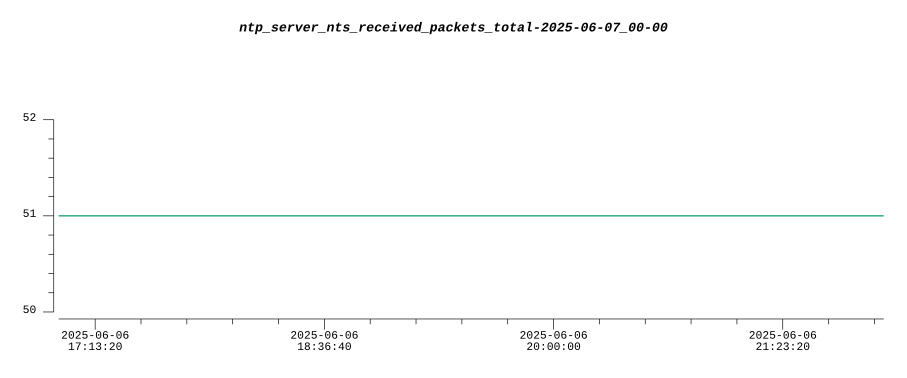 ntp_server_nts_received_packets_total-2025-06-07_00-00
52
51
50
2025-06-06 2025-06-06 2025-06-06 2025-06-06
17:13:20 18:36:40 20:00:00 21:23:20